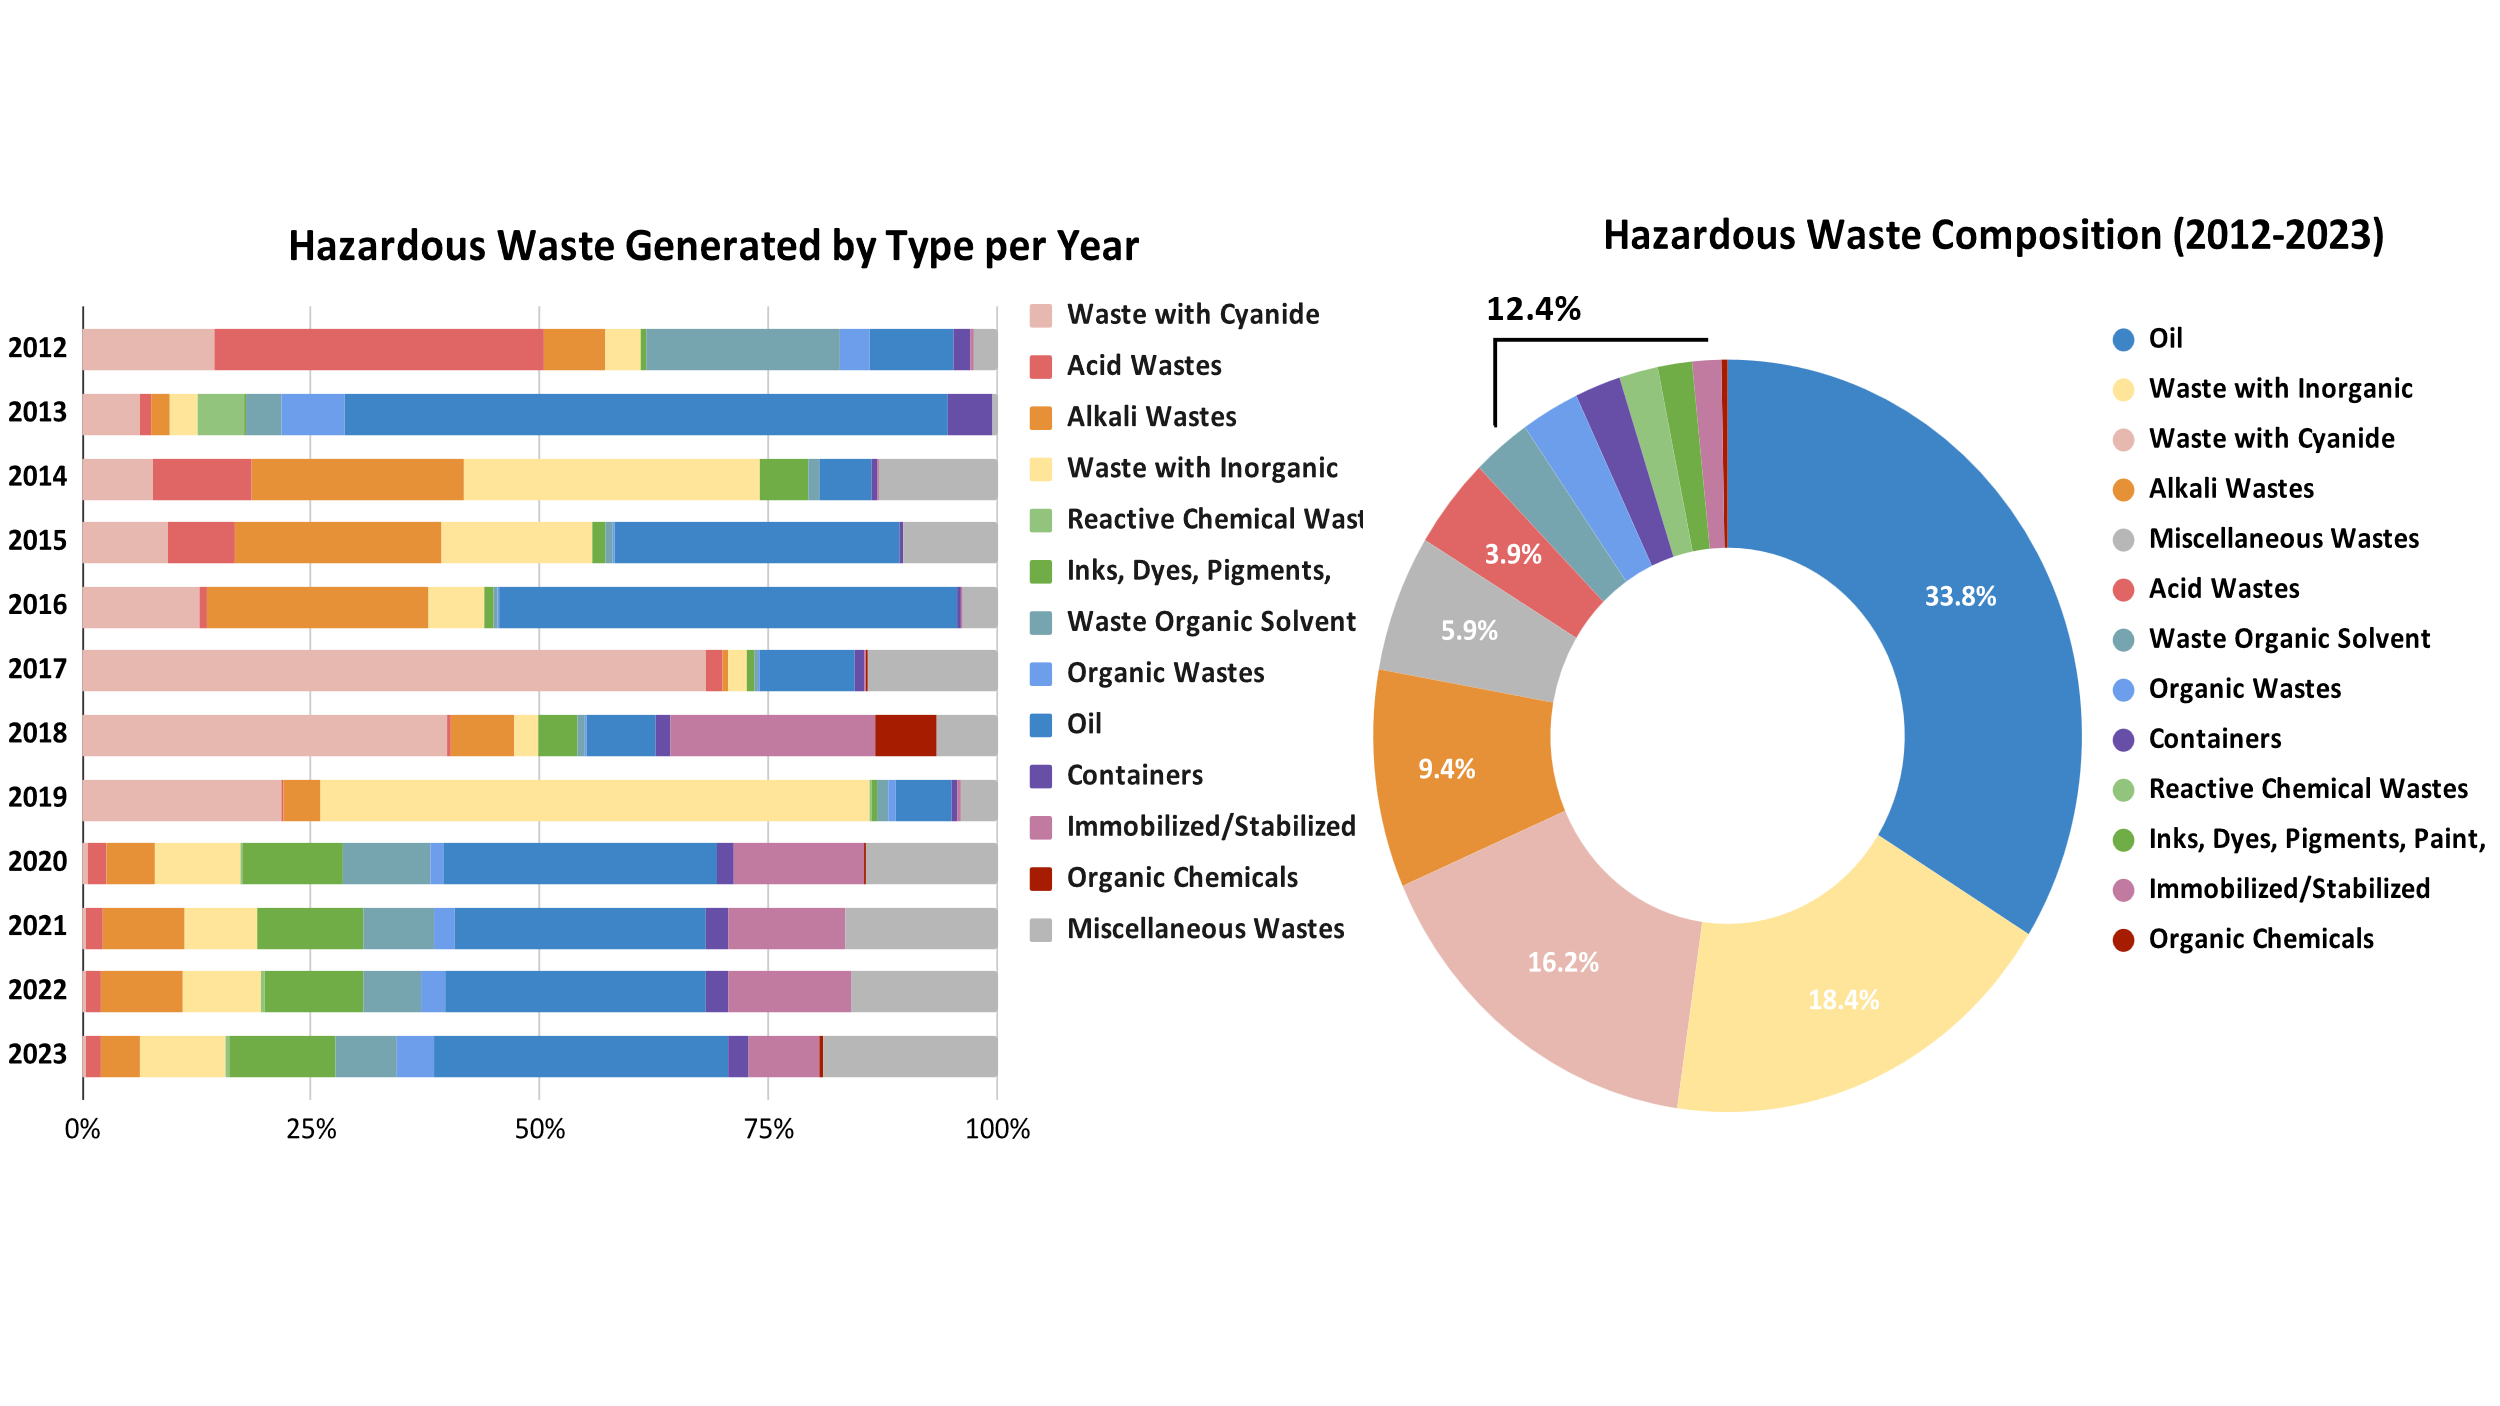 Hazardous Waste Generated by Type per Year
2012
2013
2014
2015
2016
2017
2018
2019
2020
2021
2022
2023
0% 25% 50% 75% 100%
Waste with Cyanide
Acid Wastes
Alkali Wastes
Waste with Inorganic
Reactive Chemical Wast
Inks, Dyes, Pigments,
Waste Organic Solvent
Organic Wastes
Oil
Containers
Immobilized/Stabilized
Organic Chemicals
Miscellaneous Wastes
Hazardous Waste Composition (2012-2023)
12.4%
3.9%
5.9%
9.4%
16.2%
18.4%
33.8%
Oil
Waste with Inorganic
Waste with Cyanide
Alkali Wastes
Miscellaneous Wastes
Acid Wastes
Waste Organic Solvent
Organic Wastes
Containers
Reactive Chemical Wastes
Inks, Dyes, Pigments, Paint,
Immobilized/Stabilized
Organic Chemicals